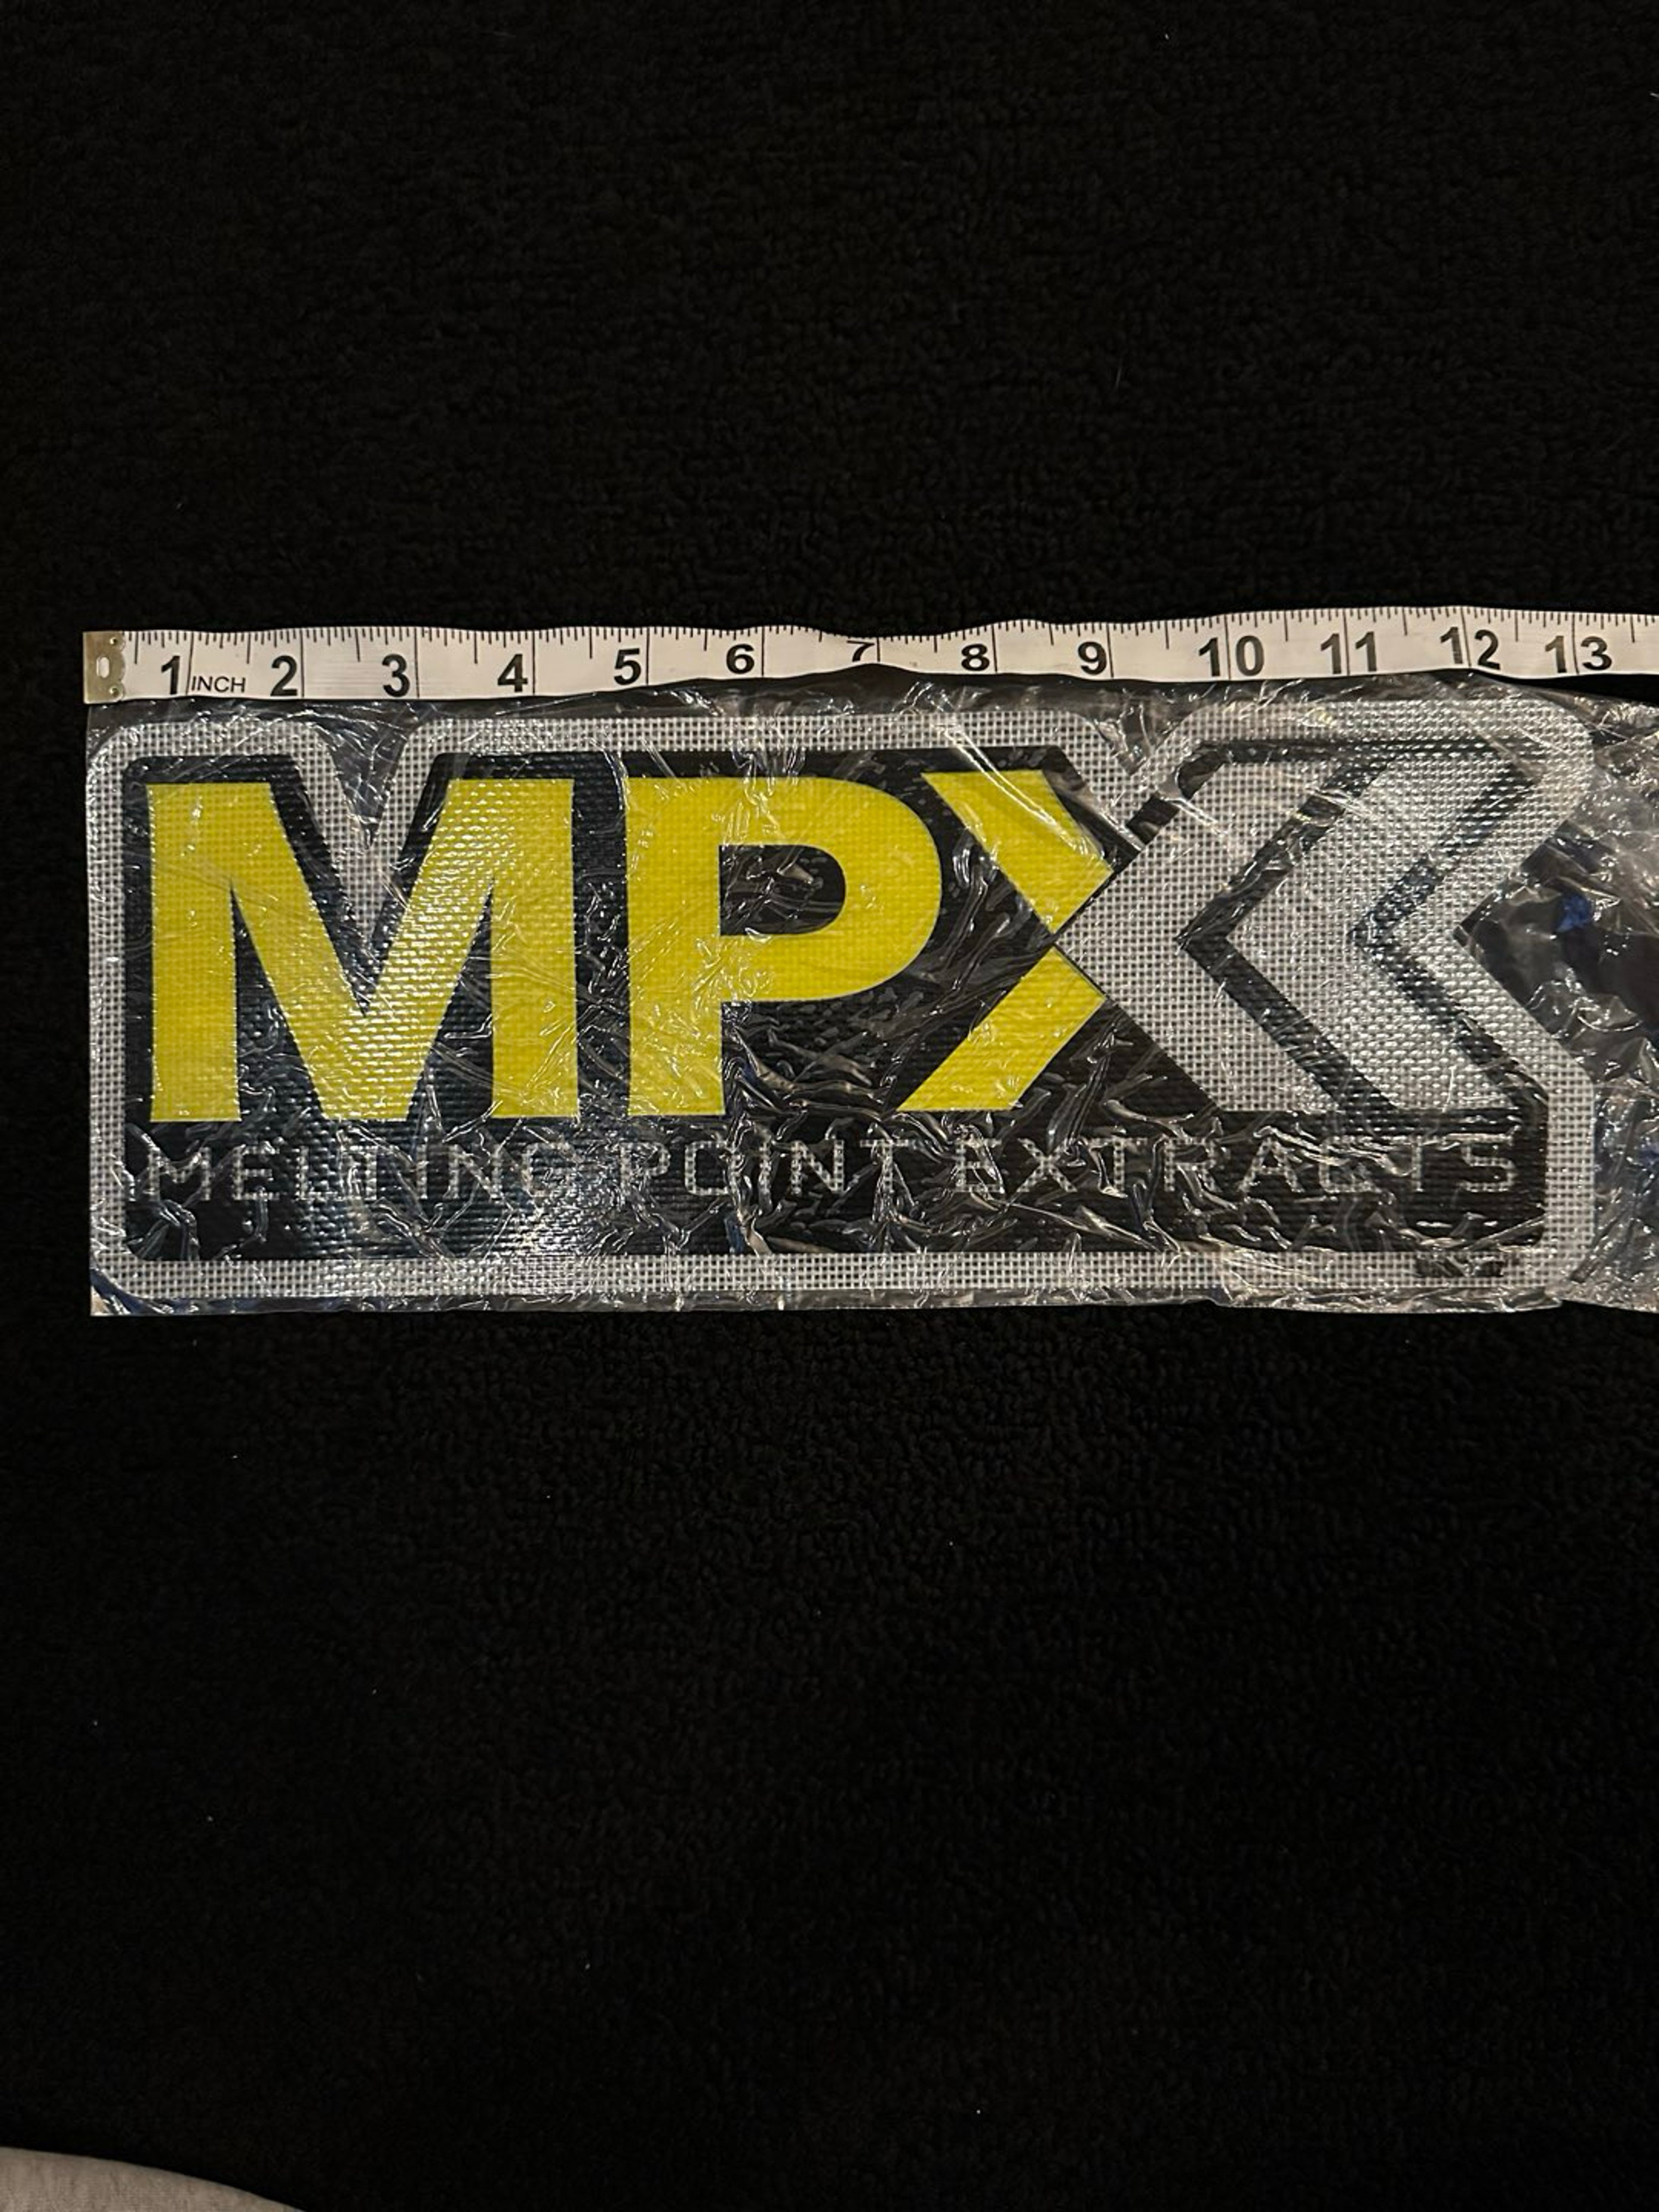 1 INCH 2 3 4 5 6 7 8 9 10 11 12 13
MPX
MELTING POINT EXTRACTS